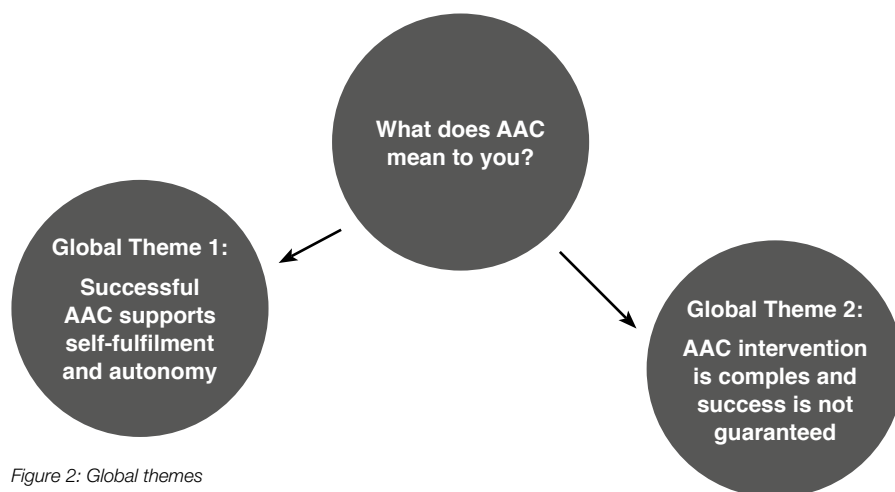 What does AAC
mean to you?
Global Theme 1:
Successful
AAC supports
self-fulfilment
and autonomy
Global Theme 2:
AAC intervention
is comples and
success is not
guaranteed
Figure 2: Global themes